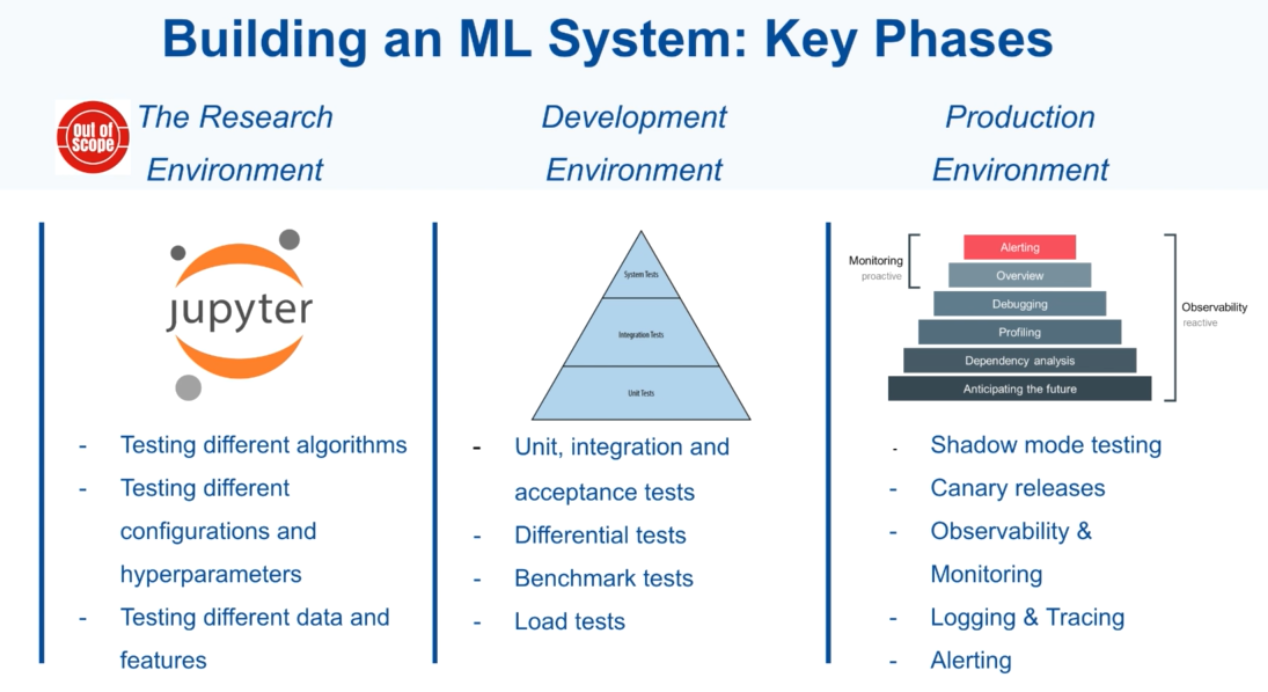 Building an ML System: Key Phases
Out of
Scope
The Research
Environment
Development
Environment
Production
Environment
jupyter
- Testing different algorithms
- Testing different
configurations and
hyperparameters
- Testing different data and
features
System Tests
Integration Tests
Unit Tests
- Unit, integration and
acceptance tests
- Differential tests
- Benchmark tests
- Load tests
Monitoring
proactive
Alerting
Overview
Debugging
Profiling
Dependency analysis
Anticipating the future
Observability
reactive
- Shadow mode testing
- Canary releases
- Observability &
Monitoring
- Logging & Tracing
- Alerting